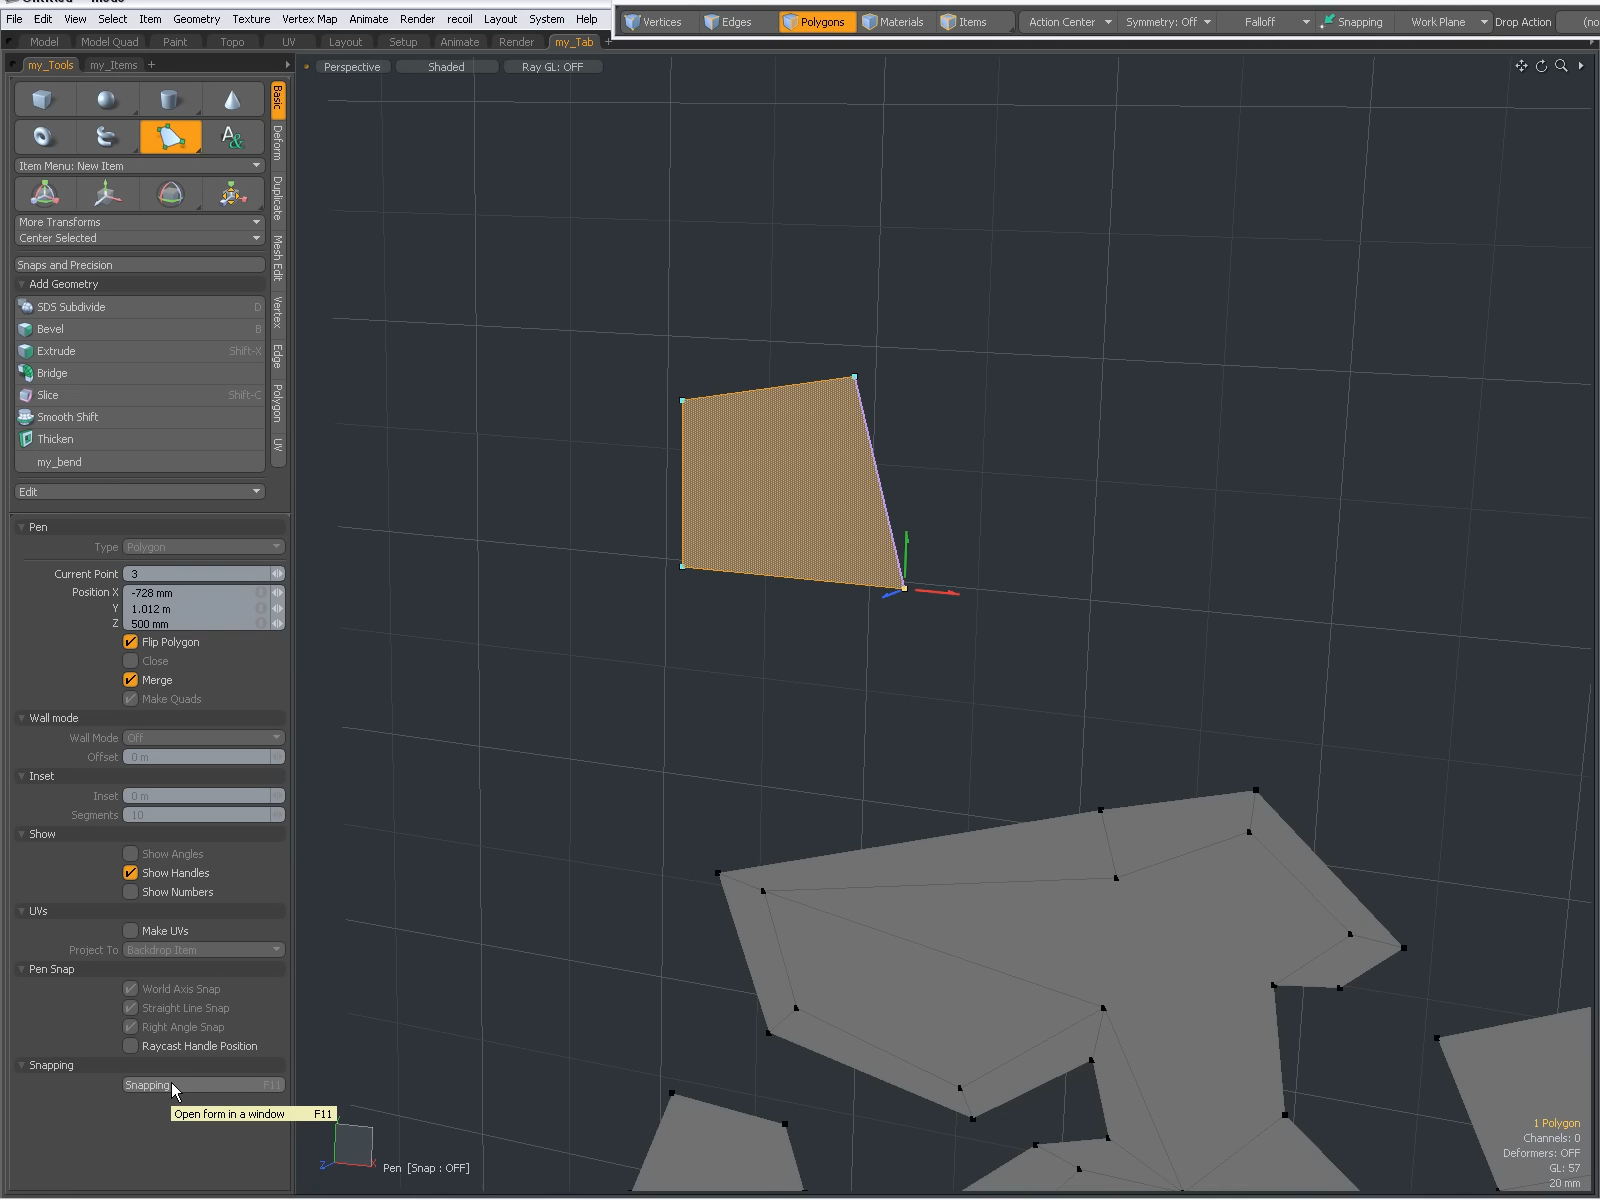 File Edit View Select Item Geometry Texture Vertex Map Animate Render recoil Layout System Help
Vertices Edges Polygons Materials Items Action Center Symmetry: Off Falloff Snapping Work Plane Drop Action (no
Model Model Quad Paint Topo UV Layout Setup Animate Render my_Tab +
my_Tools my_Items +
Perspective Shaded Ray GL: OFF
Basic
Deform
Duplicate
Mesh Edit
Vertex
Edge
Polygon
UV
A&
Item Menu: New Item
More Transforms
Center Selected
Snaps and Precision
Add Geometry
SDS Subdivide D
Bevel B
Extrude Shift-X
Bridge
Slice Shift-C
Smooth Shift
Thicken
my_bend
Edit
Pen
Type Polygon
Current Point 3
Position X -728 mm
Y 1.012 m
Z 500 mm
Flip Polygon
Close
Merge
Make Quads
Wall mode
Wall Mode Off
Offset 0 m
Inset
Inset 0 m
Segments 10
Show
Show Angles
Show Handles
Show Numbers
UVs
Make UVs
Project To Backdrop Item
Pen Snap
World Axis Snap
Straight Line Snap
Right Angle Snap
Raycast Handle Position
Snapping
Snapping F11
Open form in a window F11
Z X
Pen [Snap : OFF]
1 Polygon
Channels: 0
Deformers: OFF
GL: 57
20 mm